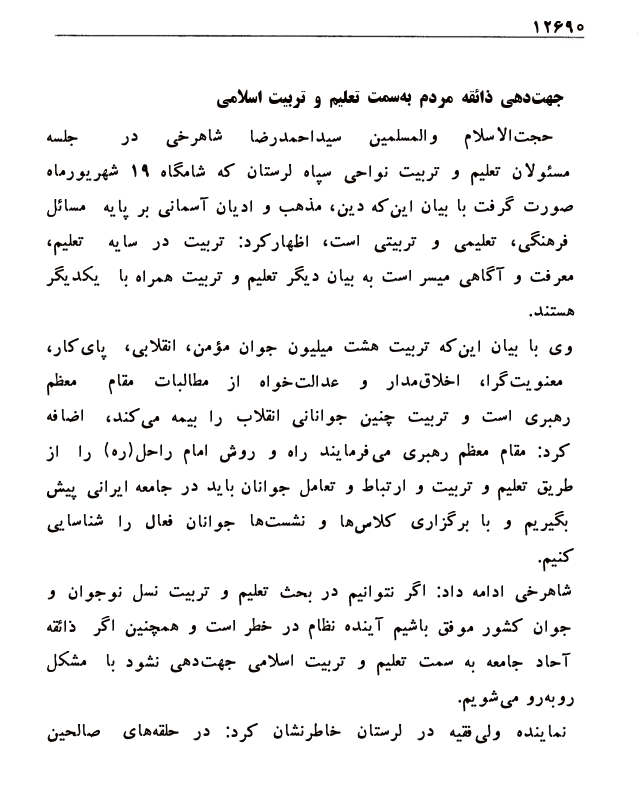 ۱۲۶۹۰
جهت‌دهی ذائقه مردم به‌سمت تعلیم و تربیت اسلامی
حجت‌الاسلام والمسلمین سیداحمدرضا شاهرخی در جلسه
مسئولان تعلیم و تربیت نواحی سپاه لرستان که شامگاه ۱۹ شهریورماه
صورت گرفت با بیان این‌که دین، مذهب و ادیان آسمانی بر پایه مسائل
فرهنگی، تعلیمی و تربیتی است، اظهارکرد: تربیت در سایه تعلیم،
معرفت و آگاهی میسر است به بیان دیگر تعلیم و تربیت همراه با یکدیگر
هستند.
وی با بیان این‌که تربیت هشت میلیون جوان مؤمن، انقلابی، پای‌کار،
معنویت‌گرا، اخلاق‌مدار و عدالت‌خواه از مطالبات مقام معظم
رهبری است و تربیت چنین جوانانی انقلاب را بیمه می‌کند، اضافه
کرد: مقام معظم رهبری می‌فرمایند راه و روش امام راحل(ره) را از
طریق تعلیم و تربیت و ارتباط و تعامل جوانان باید در جامعه ایرانی پیش
بگیریم و با برگزاری کلاس‌ها و نشست‌ها جوانان فعال را شناسایی
کنیم.
شاهرخی ادامه داد: اگر نتوانیم در بحث تعلیم و تربیت نسل نوجوان و
جوان کشور موفق باشیم آینده نظام در خطر است و همچنین اگر ذائقه
آحاد جامعه به سمت تعلیم و تربیت اسلامی جهت‌دهی نشود با مشکل
روبه‌رو می‌شویم.
نماینده ولی‌فقیه در لرستان خاطرنشان کرد: در حلقه‌های صالحین